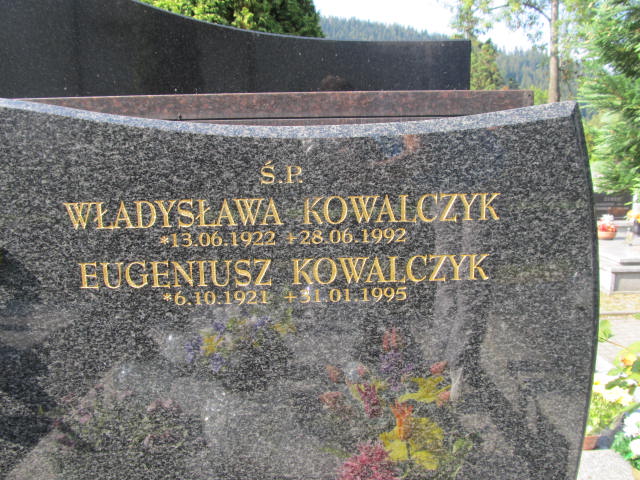 Ś.P.
WŁADYSŁAWA KOWALCZYK
*13.06.1922 +28.06.1992
EUGENIUSZ KOWALCZYK
*6.10.1921 +31.01.1995